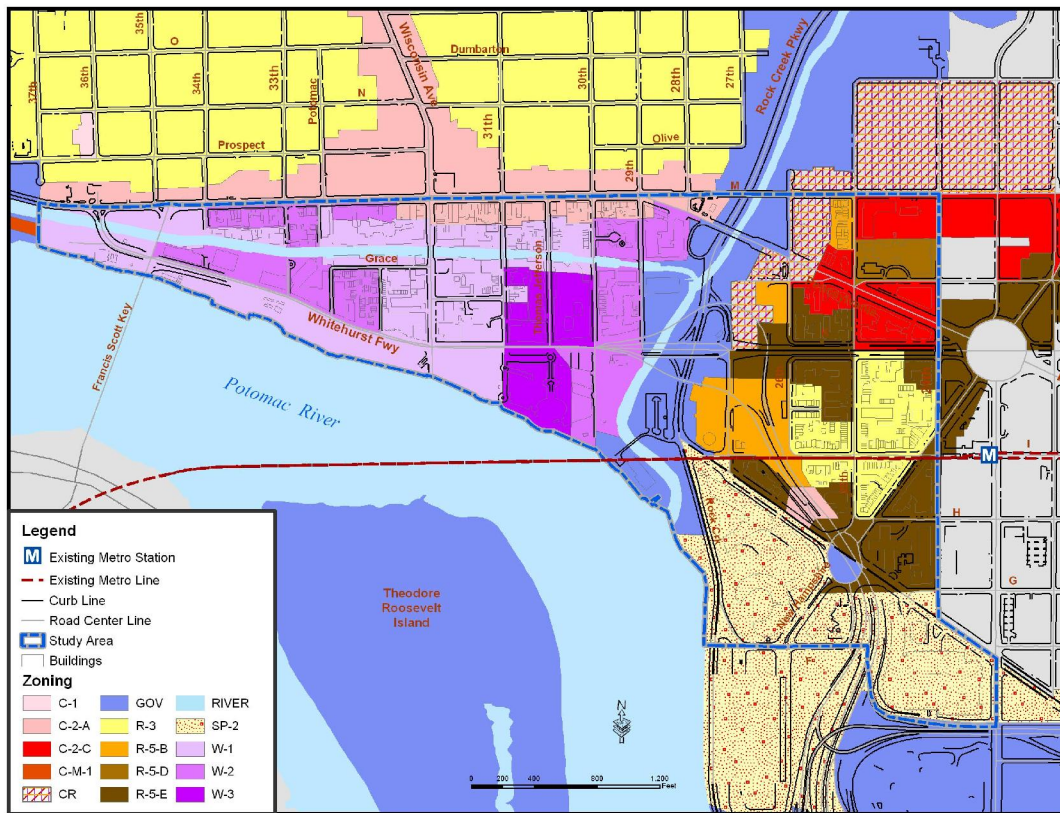 35th
O
36th
37th
34th
33th
Potomac
N
Prospect
Wisconsin Ave
Dumbarton
31th
30th
28th
27th
Olive
29th
Rock Creek Pkwy
M
Grace
Thomas Jefferson
Whitehurst Fwy
Francis Scott Key
Potomac River
26th
I
M
H
G
Rock Crk
New Hampshire
F
Theodore
Roosevelt
Island
N
0 200 400 800 1,200
Feet
Legend
M Existing Metro Station
Existing Metro Line
Curb Line
Road Center Line
Study Area
Buildings
Zoning
C-1 GOV RIVER
C-2-A R-3 SP-2
C-2-C R-5-B W-1
C-M-1 R-5-D W-2
CR R-5-E W-3